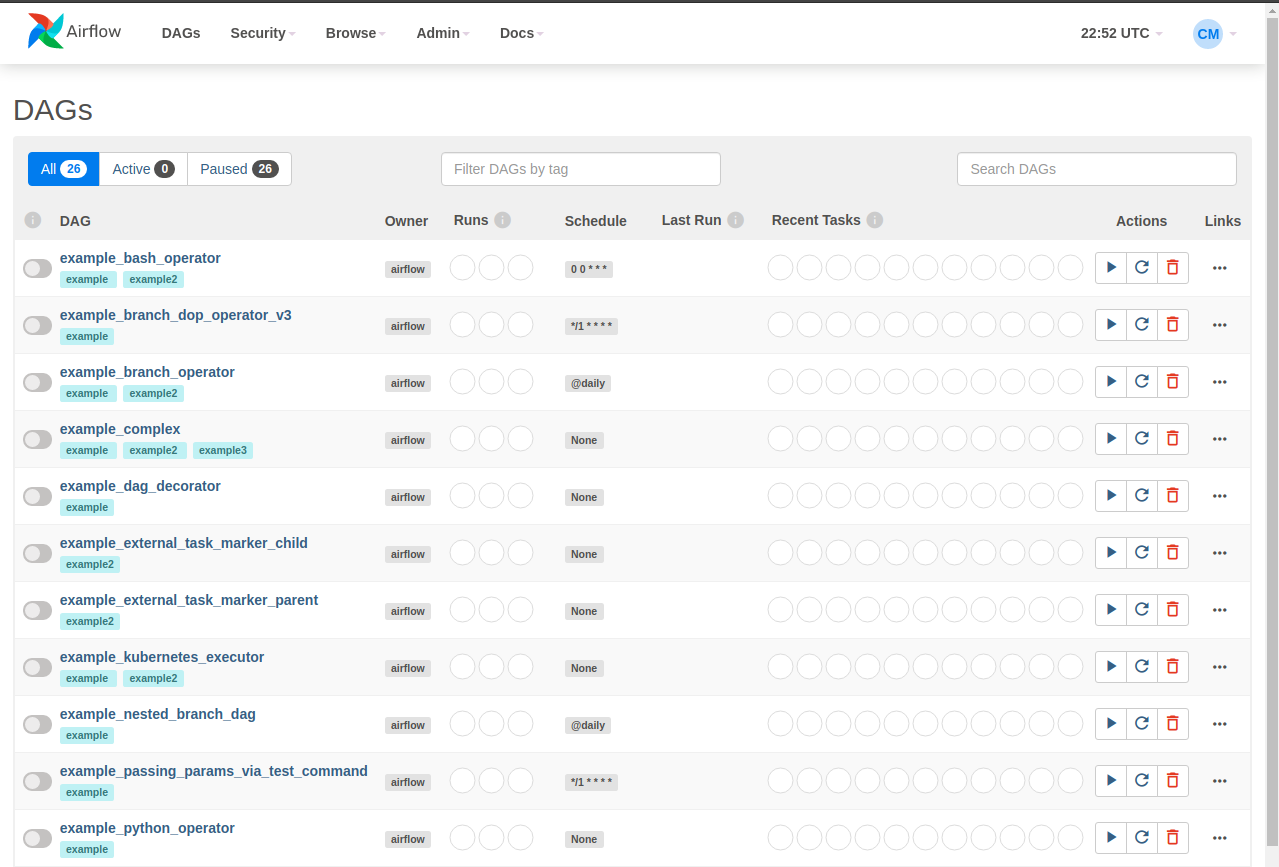 Airflow DAGs Security Browse Admin Docs 22:52 UTC CM
DAGs
All 26 Active 0 Paused 26 Filter DAGs by tag Search DAGs
i DAG Owner Runs i Schedule Last Run i Recent Tasks i Actions Links
example_bash_operator
example example2 airflow 0 0 * * *
example_branch_dop_operator_v3
example airflow */1 * * * *
example_branch_operator
example example2 airflow @daily
example_complex
example example2 example3 airflow None
example_dag_decorator
example airflow None
example_external_task_marker_child
example2 airflow None
example_external_task_marker_parent
example2 airflow None
example_kubernetes_executor
example example2 airflow None
example_nested_branch_dag
example airflow @daily
example_passing_params_via_test_command
example airflow */1 * * * *
example_python_operator
example airflow None